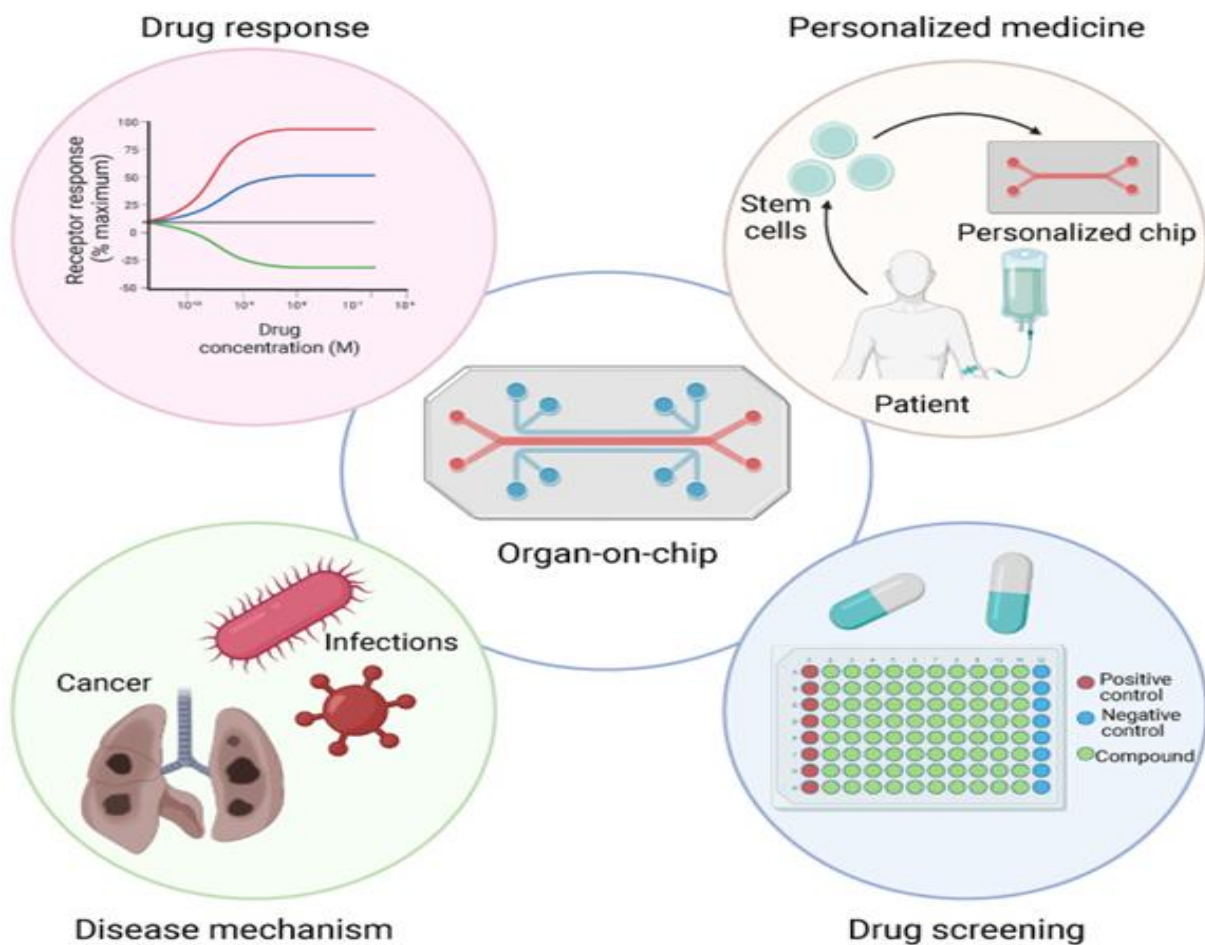 Drug response
Personalized medicine
Receptor response
(% maximum)
100
75
50
25
0
-25
-50
Drug
concentration (M)
Stem
cells
Personalized chip
Patient
Organ-on-chip
Infections
Cancer
Positive
control
Negative
control
Compound
Disease mechanism
Drug screening